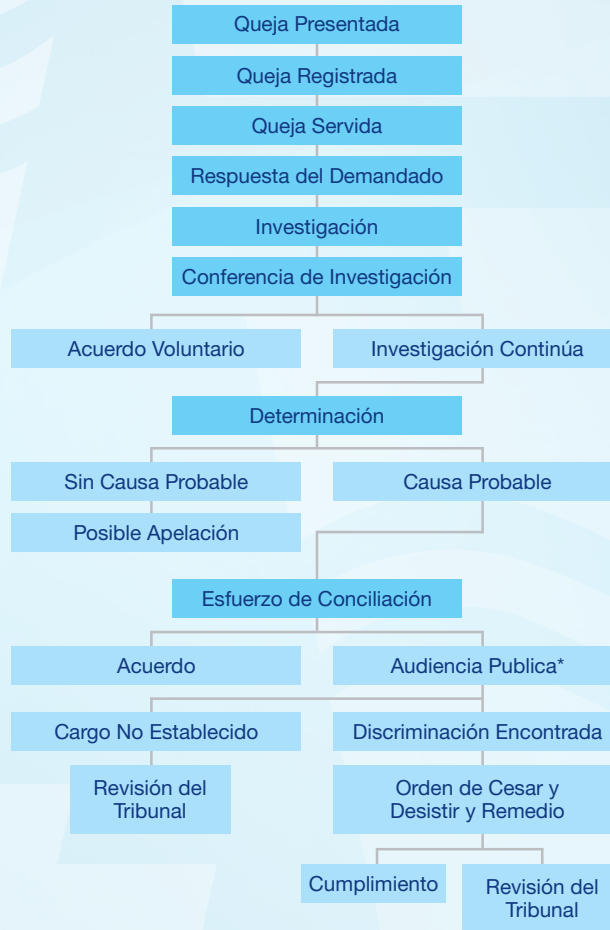 Queja Presentada
Queja Registrada
Queja Servida
Respuesta del Demandado
Investigación
Conferencia de Investigación
Acuerdo Voluntario
Investigación Continúa
Determinación
Sin Causa Probable
Causa Probable
Posible Apelación
Esfuerzo de Conciliación
Acuerdo
Audiencia Publica*
Cargo No Establecido
Discriminación Encontrada
Revisión del
Tribunal
Orden de Cesar y
Desistir y Remedio
Cumplimiento
Revisión del
Tribunal